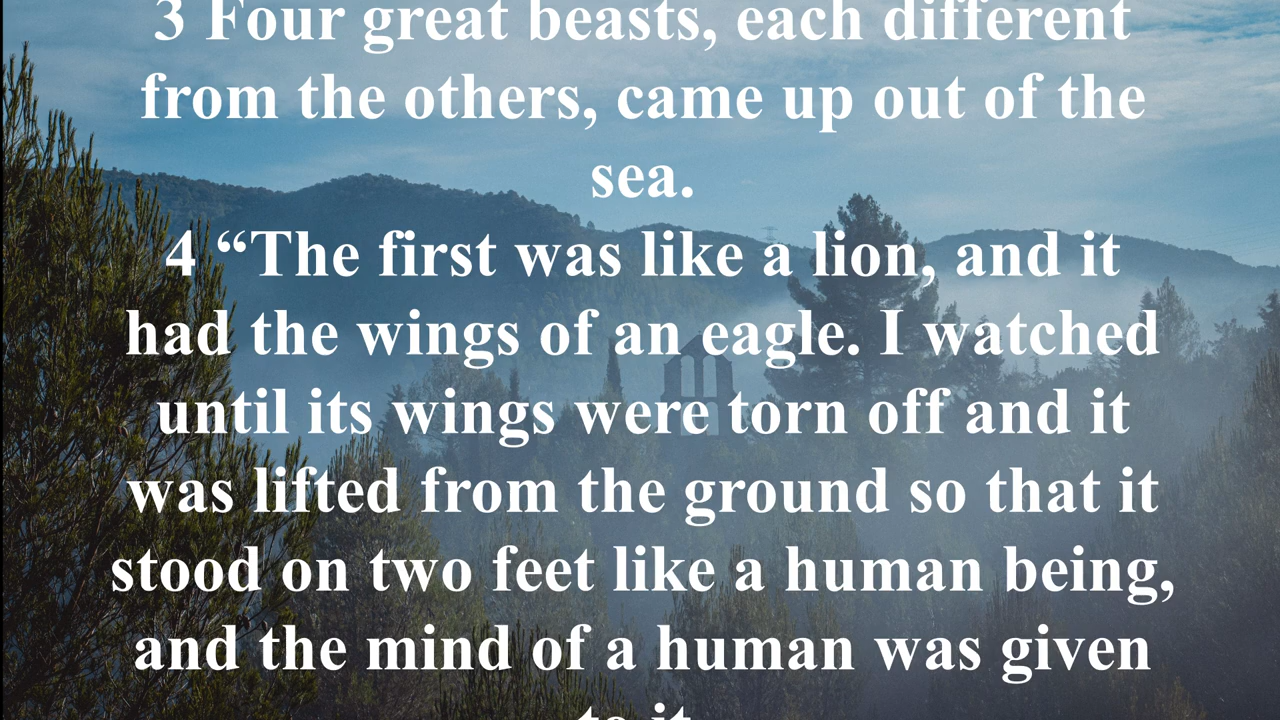 3 Four great beasts, each different
from the others, came up out of the
sea.
4 “The first was like a lion, and it
had the wings of an eagle. I watched
until its wings were torn off and it
was lifted from the ground so that it
stood on two feet like a human being,
and the mind of a human was given
to it.